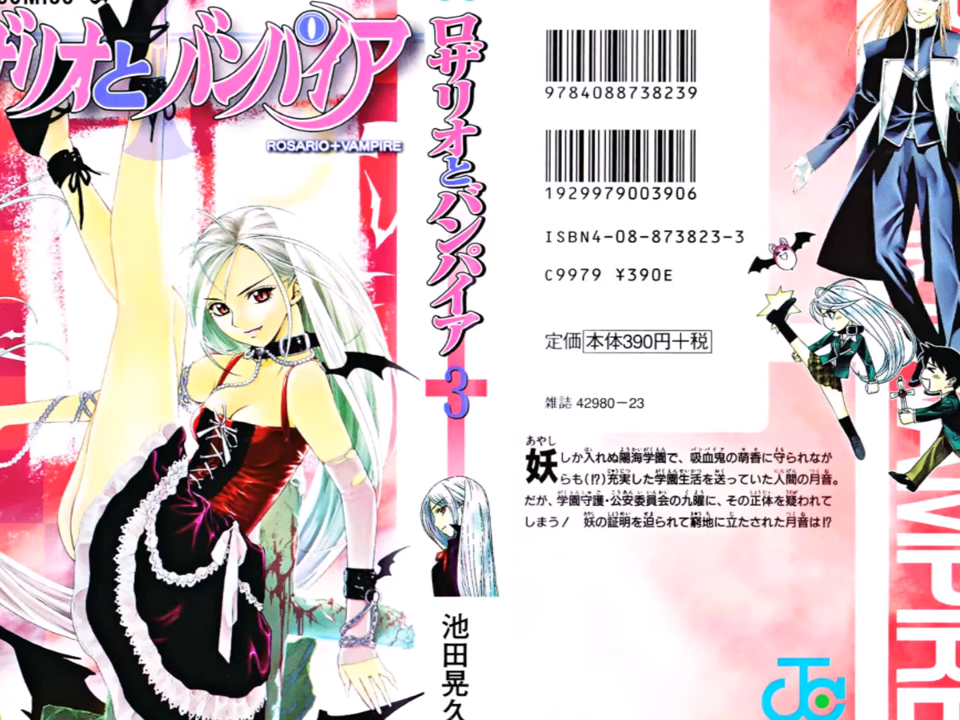 ザリオとバンパイア
ROSARIO+VAMPIRE
ロザリオとバンパイア
3
池田晃久
9784088738239
1929979003906
ISBN4-08-873823-3
C9979 ¥390E
定価 本体390円+税
雑誌 42980-23
あやし
妖しか入れぬ陽海学園で、吸血鬼の萌香に守られなが
らも(!?)充実した学園生活を送っていた人間の月音。
だが、学園守護・公安委員会の九曜に、その正体を疑われて
しまう! 妖の証明を迫られて窮地に立たされた月音は!?
JC